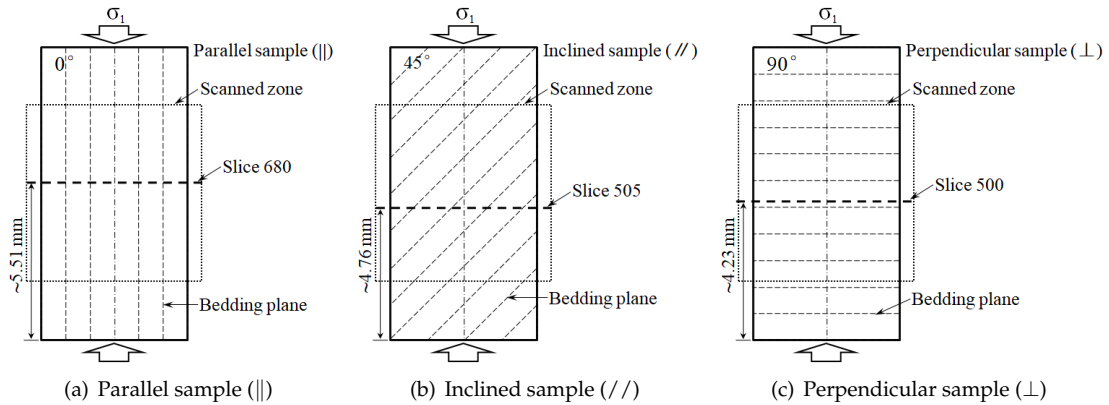 σ1
Parallel sample (∥)
0°
Scanned zone
Slice 680
~5.51 mm
Bedding plane
(a) Parallel sample (∥)
σ1
Inclined sample (//)
45°
Scanned zone
Slice 505
~4.76 mm
Bedding plane
(b) Inclined sample (//)
σ1
Perpendicular sample (⊥)
90°
Scanned zone
Slice 500
~4.23 mm
Bedding plane
(c) Perpendicular sample (⊥)